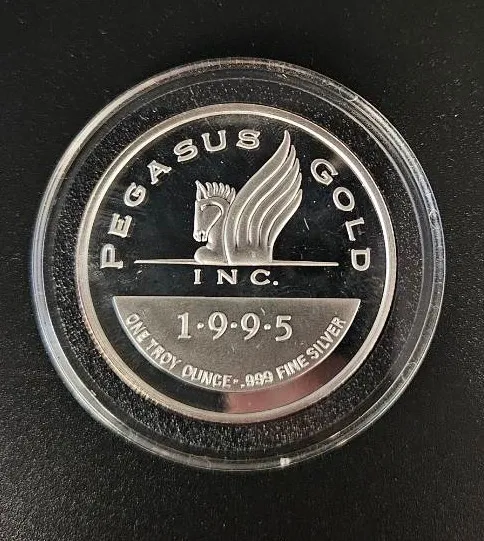 PEGASUS GOLD
INC.
1·9·9·5
ONE TROY OUNCE · .999 FINE SILVER